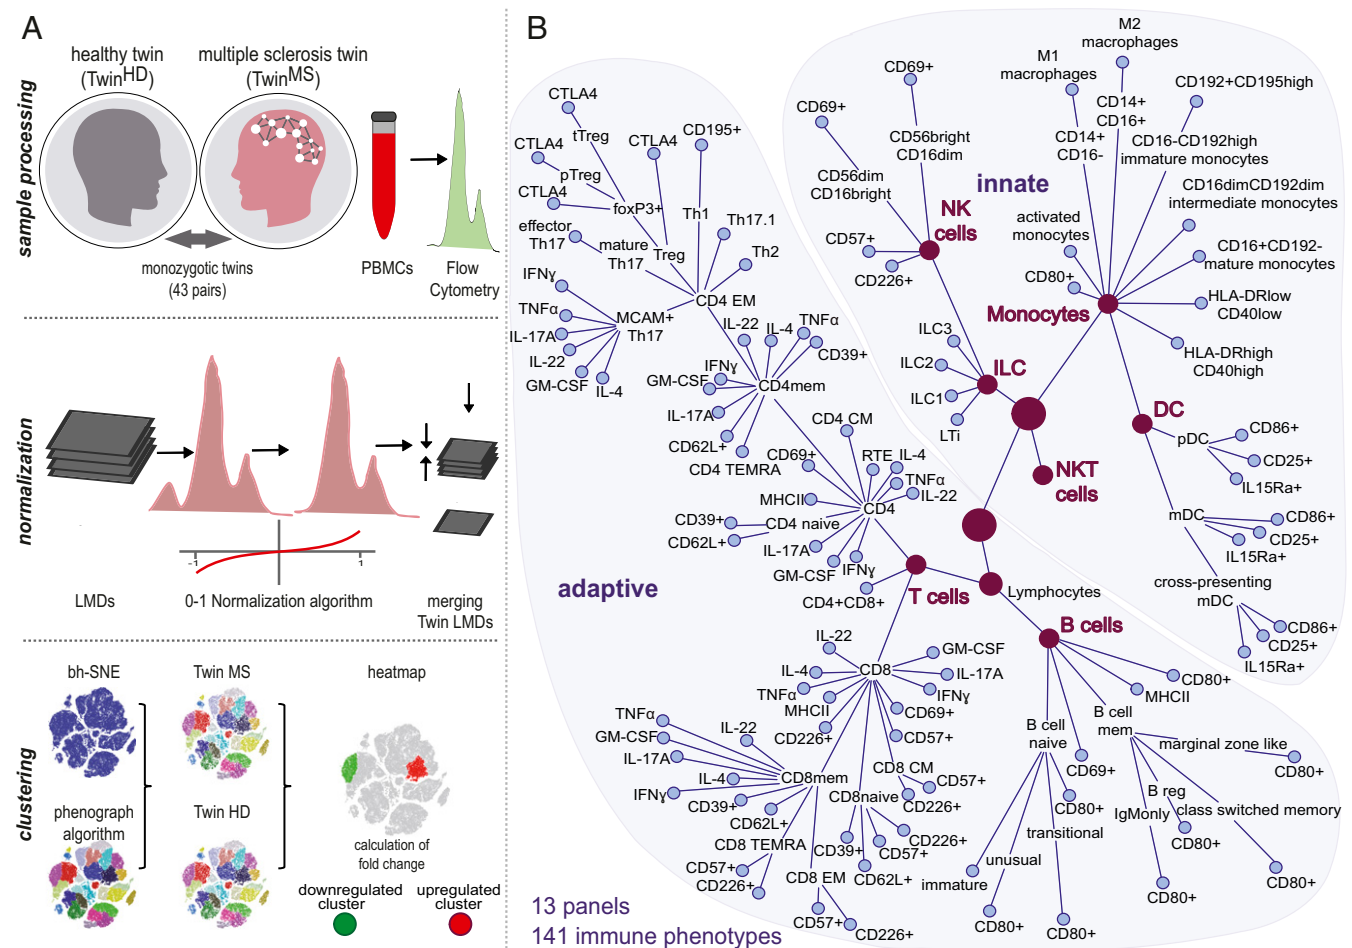 A
healthy twin
(TwinHD)
multiple sclerosis twin
(TwinMS)
sample processing
monozygotic twins
(43 pairs)
PBMCs
Flow
Cytometry
normalization
-1
1
LMDs
0-1 Normalization algorithm
merging
Twin LMDs
clustering
bh-SNE
Twin MS
heatmap
phenograph
algorithm
Twin HD
calculation of
fold change
downregulated
cluster
upregulated
cluster
B
adaptive
innate
CTLA4
tTreg
CTLA4
pTreg
CTLA4
foxP3+
CTLA4
CD195+
effector
Th17
mature
Th17
Treg
Th1
Th17.1
Th2
CD4 EM
IFNγ
TNFα
IL-17A
IL-22
GM-CSF
IL-4
MCAM+
Th17
IL-22
IL-4
TNFα
CD39+
IFNγ
GM-CSF
CD4mem
IL-17A
CD62L+
CD4 TEMRA
CD4 CM
CD69+
RTE
IL-4
TNFα
IL-22
MHCII
CD4
CD39+
CD62L+
CD4 naive
IL-17A
GM-CSF
IFNγ
CD4+CD8+
T cells
Lymphocytes
B cells
CD69+
CD69+
CD56bright
CD16dim
CD56dim
CD16bright
NK
cells
CD57+
CD226+
ILC3
ILC2
ILC1
LTi
ILC
NKT
cells
M1
macrophages
M2
macrophages
CD14+
CD16-
CD14+
CD16+
CD192+CD195high
CD16-CD192high
immature monocytes
CD16dimCD192dim
intermediate monocytes
activated
monocytes
CD80+
CD16+CD192-
mature monocytes
HLA-DRlow
CD40low
HLA-DRhigh
CD40high
Monocytes
DC
pDC
CD86+
CD25+
IL15Ra+
mDC
CD86+
CD25+
IL15Ra+
cross-presenting
mDC
CD86+
CD25+
IL15Ra+
IL-22
GM-CSF
IL-4
CD8
IL-17A
TNFα
IFNγ
MHCII
CD69+
CD226+
CD57+
TNFα
GM-CSF
IL-22
IL-17A
IL-4
IFNγ
CD8mem
CD39+
CD62L+
CD8 TEMRA
CD57+
CD226+
CD8 EM
CD57+
CD226+
CD8 CM
CD57+
CD226+
CD8naive
CD226+
CD39+
CD57+
CD62L+
CD80+
MHCII
B cell
naive
CD69+
CD80+
transitional
CD80+
unusual
CD80+
immature
B cell
mem
marginal zone like
CD80+
B reg
CD80+
IgMonly
CD80+
class switched memory
CD80+
13 panels
141 immune phenotypes